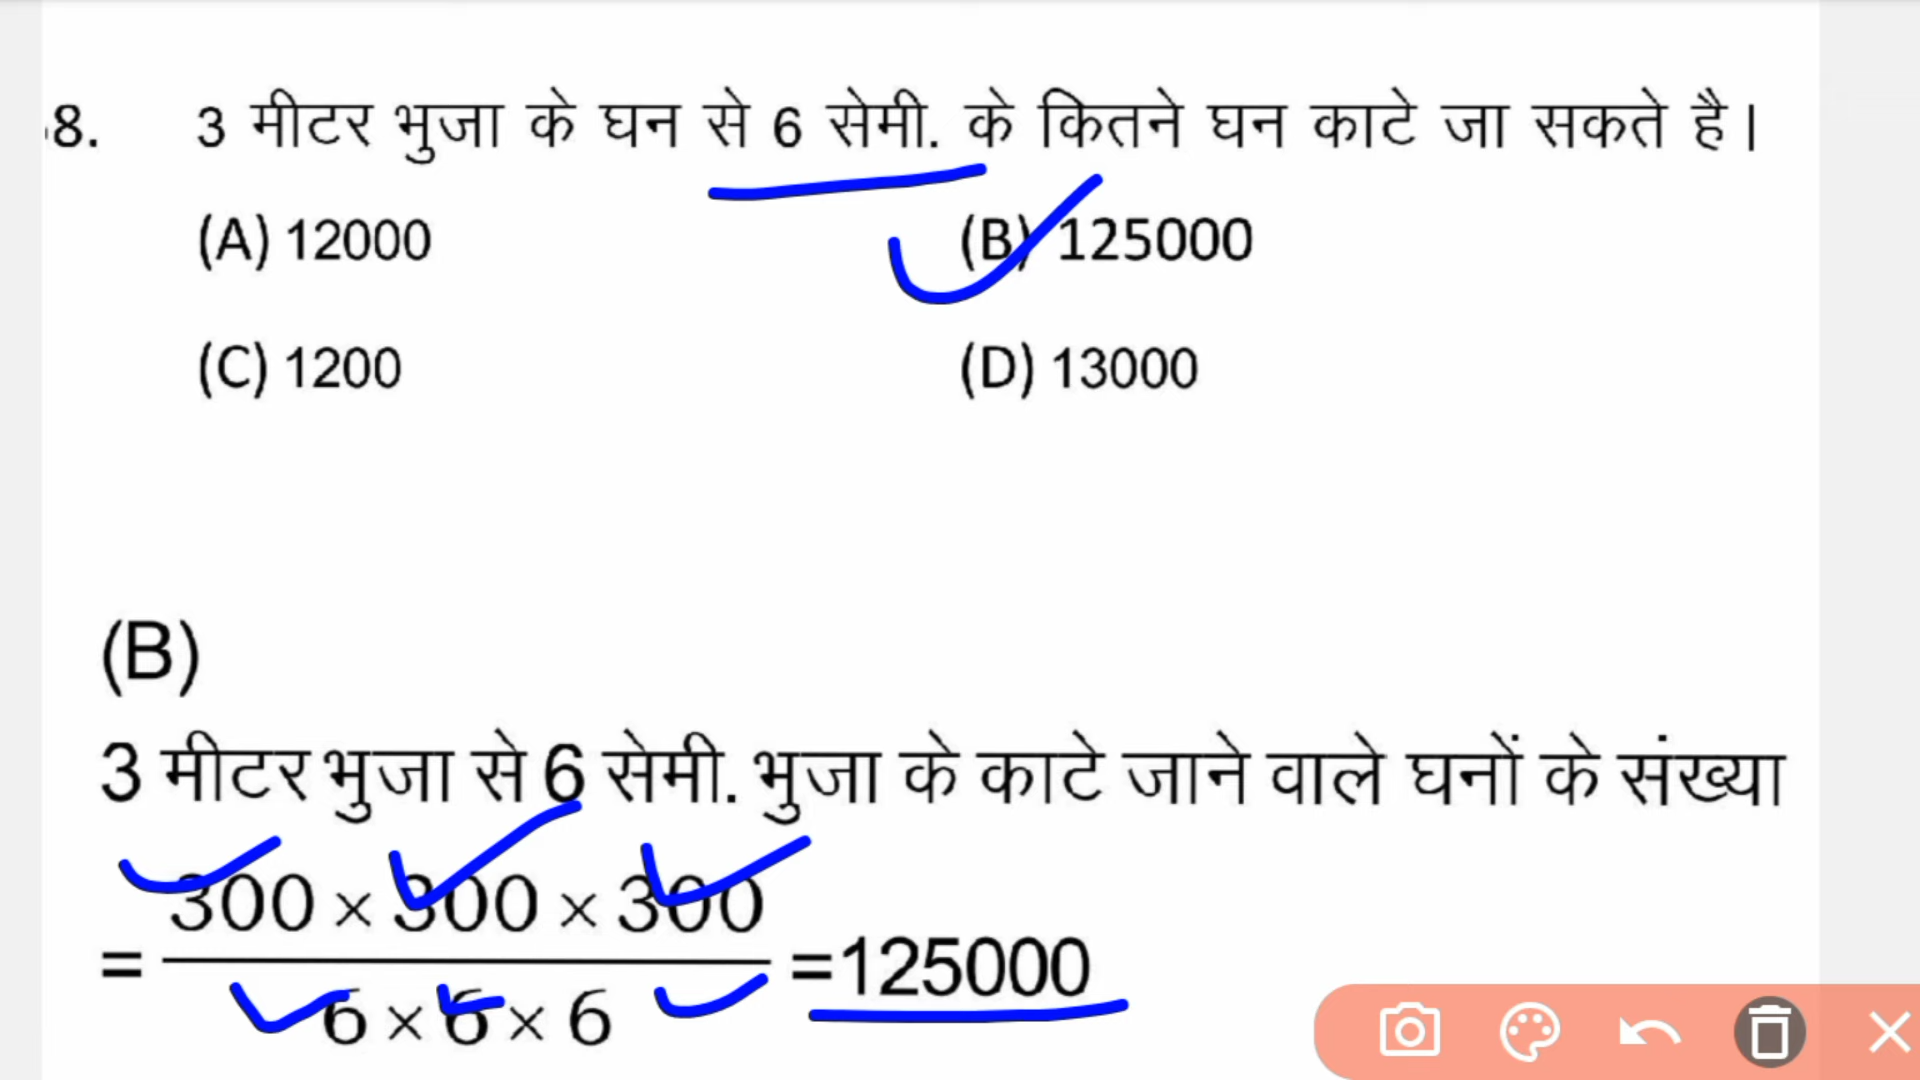 8. 3 मीटर भुजा के घन से 6 सेमी. के कितने घन काटे जा सकते है।
(A) 12000 (B) 125000
(C) 1200 (D) 13000
(B)
3 मीटर भुजा से 6 सेमी. भुजा के काटे जाने वाले घनों के संख्या
300 × 300 × 300
= =125000
6 × 6 × 6